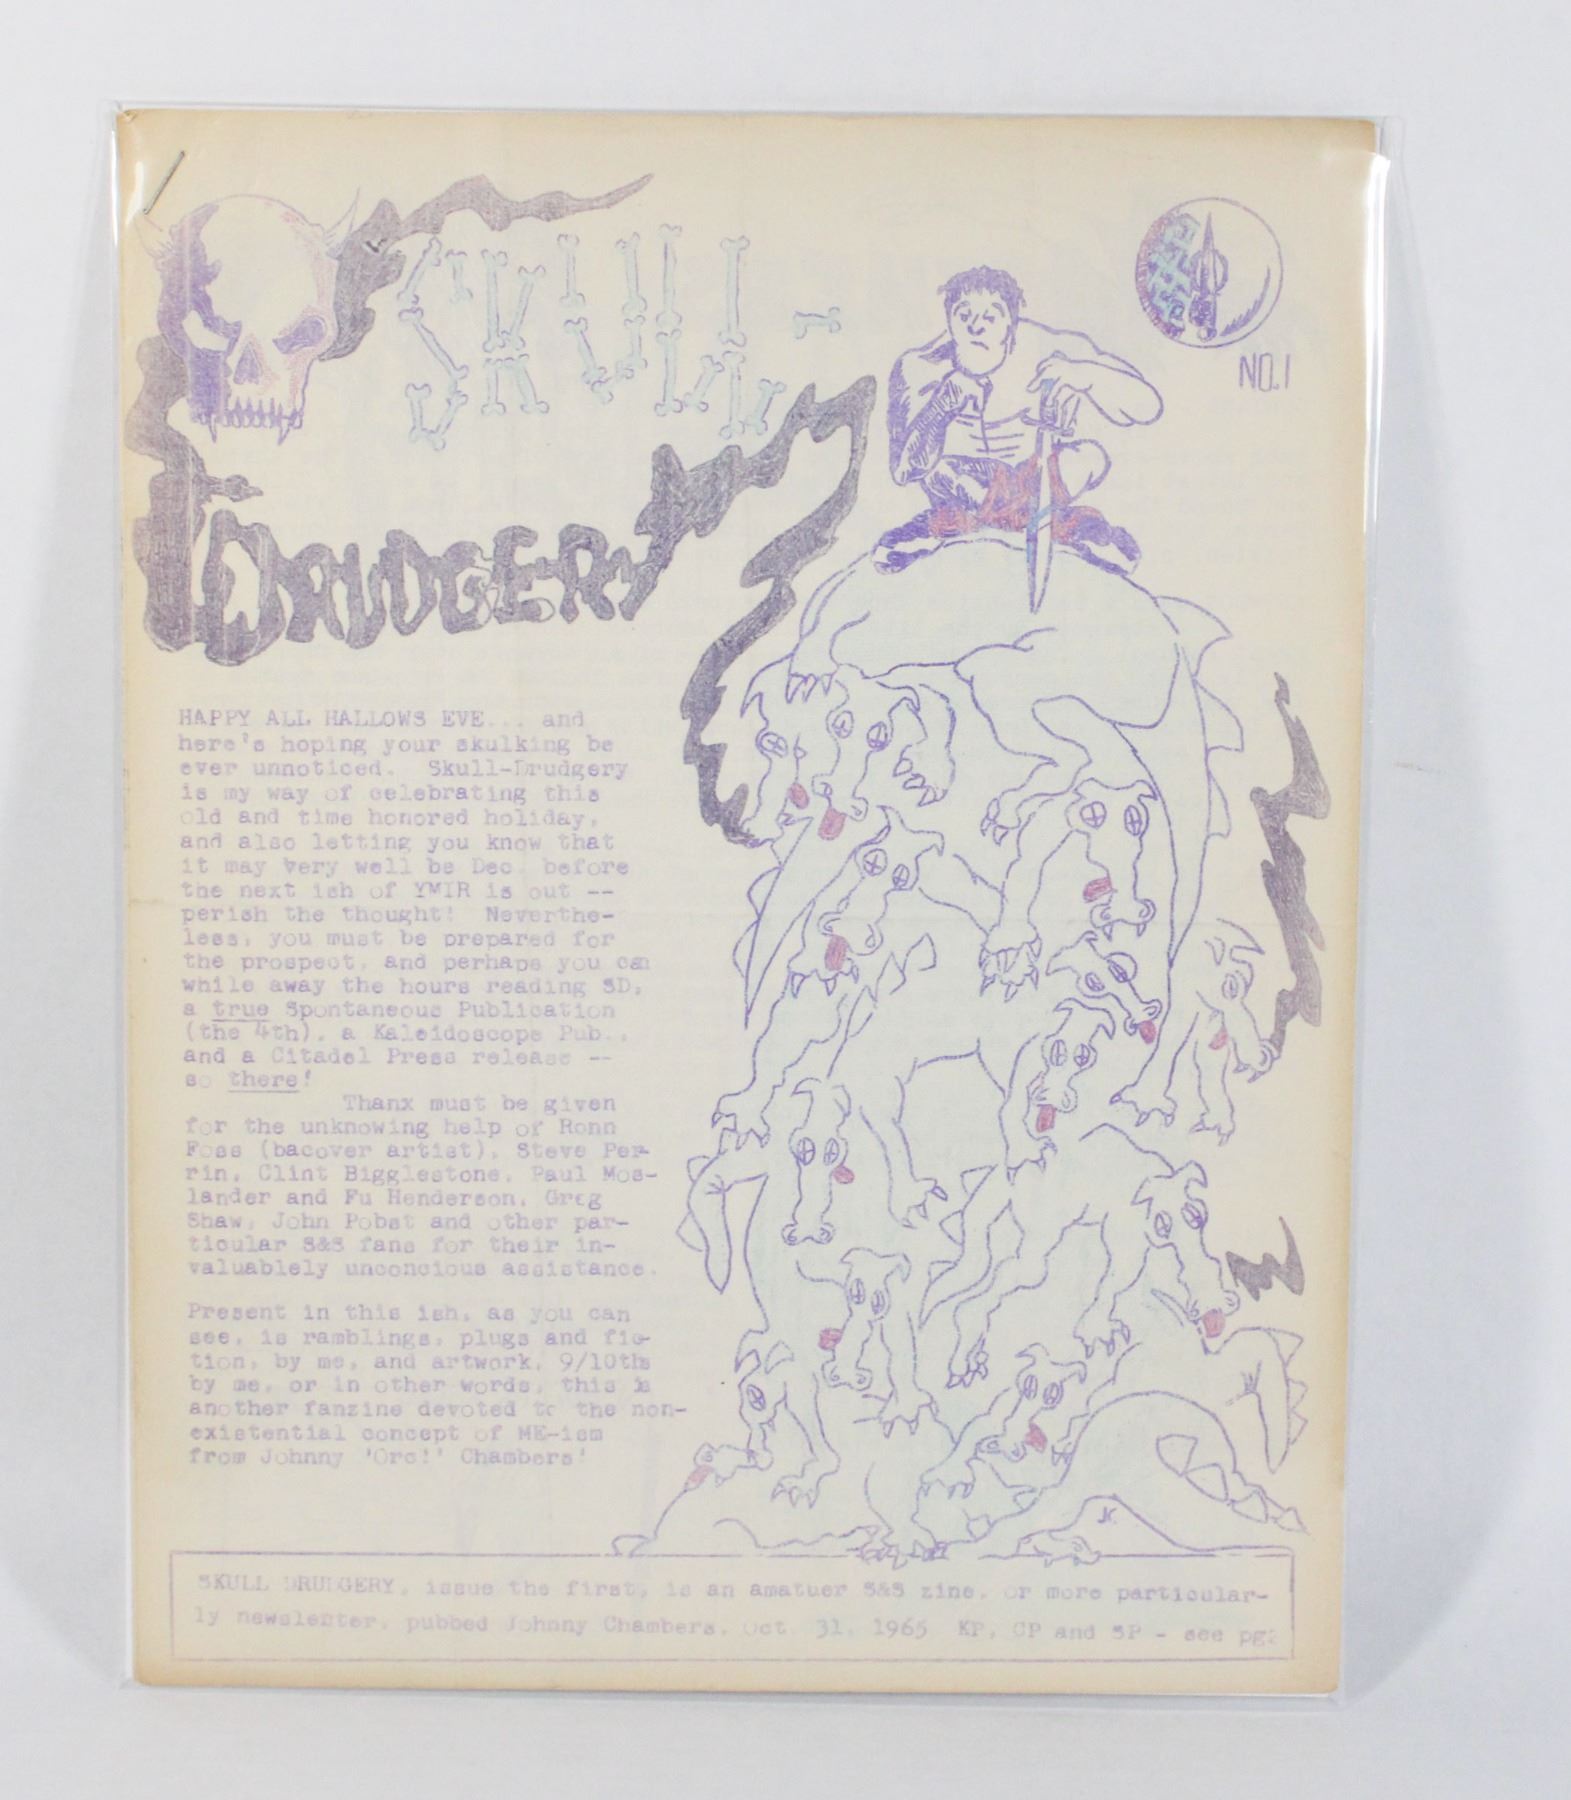 SKULL-
DRUDGERY
NO.1
HAPPY ALL HALLOWS EVE... and
here's hoping your skulking be
ever unnoticed. Skull-Drudgery
is my way of celebrating this
old and time honored holiday,
and also letting you know that
it may very well be Dec. before
the next ish of YMIR is out --
perish the thought! Neverthe-
less, you must be prepared for
the prospect, and perhaps you can
while away the hours reading SD,
a true Spontaneous Publication
(the 4th), a Kaleidoscope Pub.,
and a Citadel Press release --
so there!
Thanx must be given
for the unknowing help of Ronn
Foss (bacover artist), Steve Per-
rin, Clint Bigglestone, Paul Mos-
lander and Fu Henderson, Greg
Shaw, John Pobst and other par-
ticular S&S fans for their in-
valuablely unconcious assistance.
Present in this ish, as you can
see, is ramblings, plugs and fic-
tion, by me, and artwork, 9/10ths
by me, or in other words, this is
another fanzine devoted to the non-
existential concept of ME-ism
from Johnny 'Orc!' Chambers!
JC
SKULL DRUDGERY, issue the first, is an amatuer S&S zine, or more particular-
ly newsletter, pubbed Johnny Chambers, Oct. 31, 1965 KP, CP and SP - see pg2